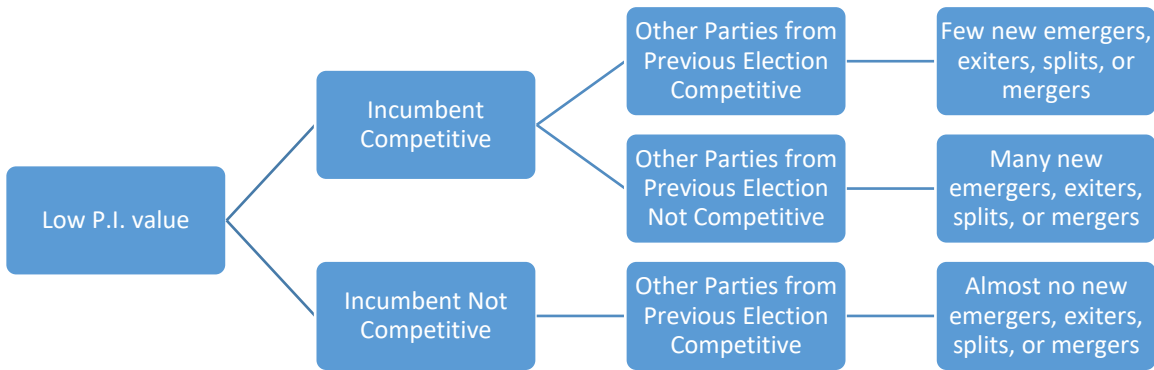 Low P.I. value
Incumbent
Competitive
Other Parties from
Previous Election
Competitive
Few new emergers,
exiters, splits, or
mergers
Other Parties from
Previous Election
Not Competitive
Many new
emergers, exiters,
splits, or mergers
Incumbent Not
Competitive
Other Parties from
Previous Election
Competitive
Almost no new
emergers, exiters,
splits, or mergers